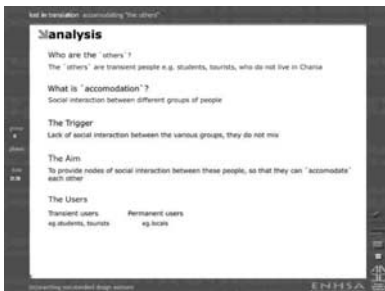 lost in translation: accomodating "the others"
analysis
Who are the `others´?
The `others´ are transient people e.g. students, tourists, who do not live in Chania
What is `accomodation´?
Social interaction between different groups of people
The Trigger
Lack of social interaction between the various groups, they do not mix
The Aim
To provide nodes of social interaction between these people, so that they can `accomodate´
each other
The Users
Transient users Permanent users
eg.students, tourists eg.locals
ENHSA